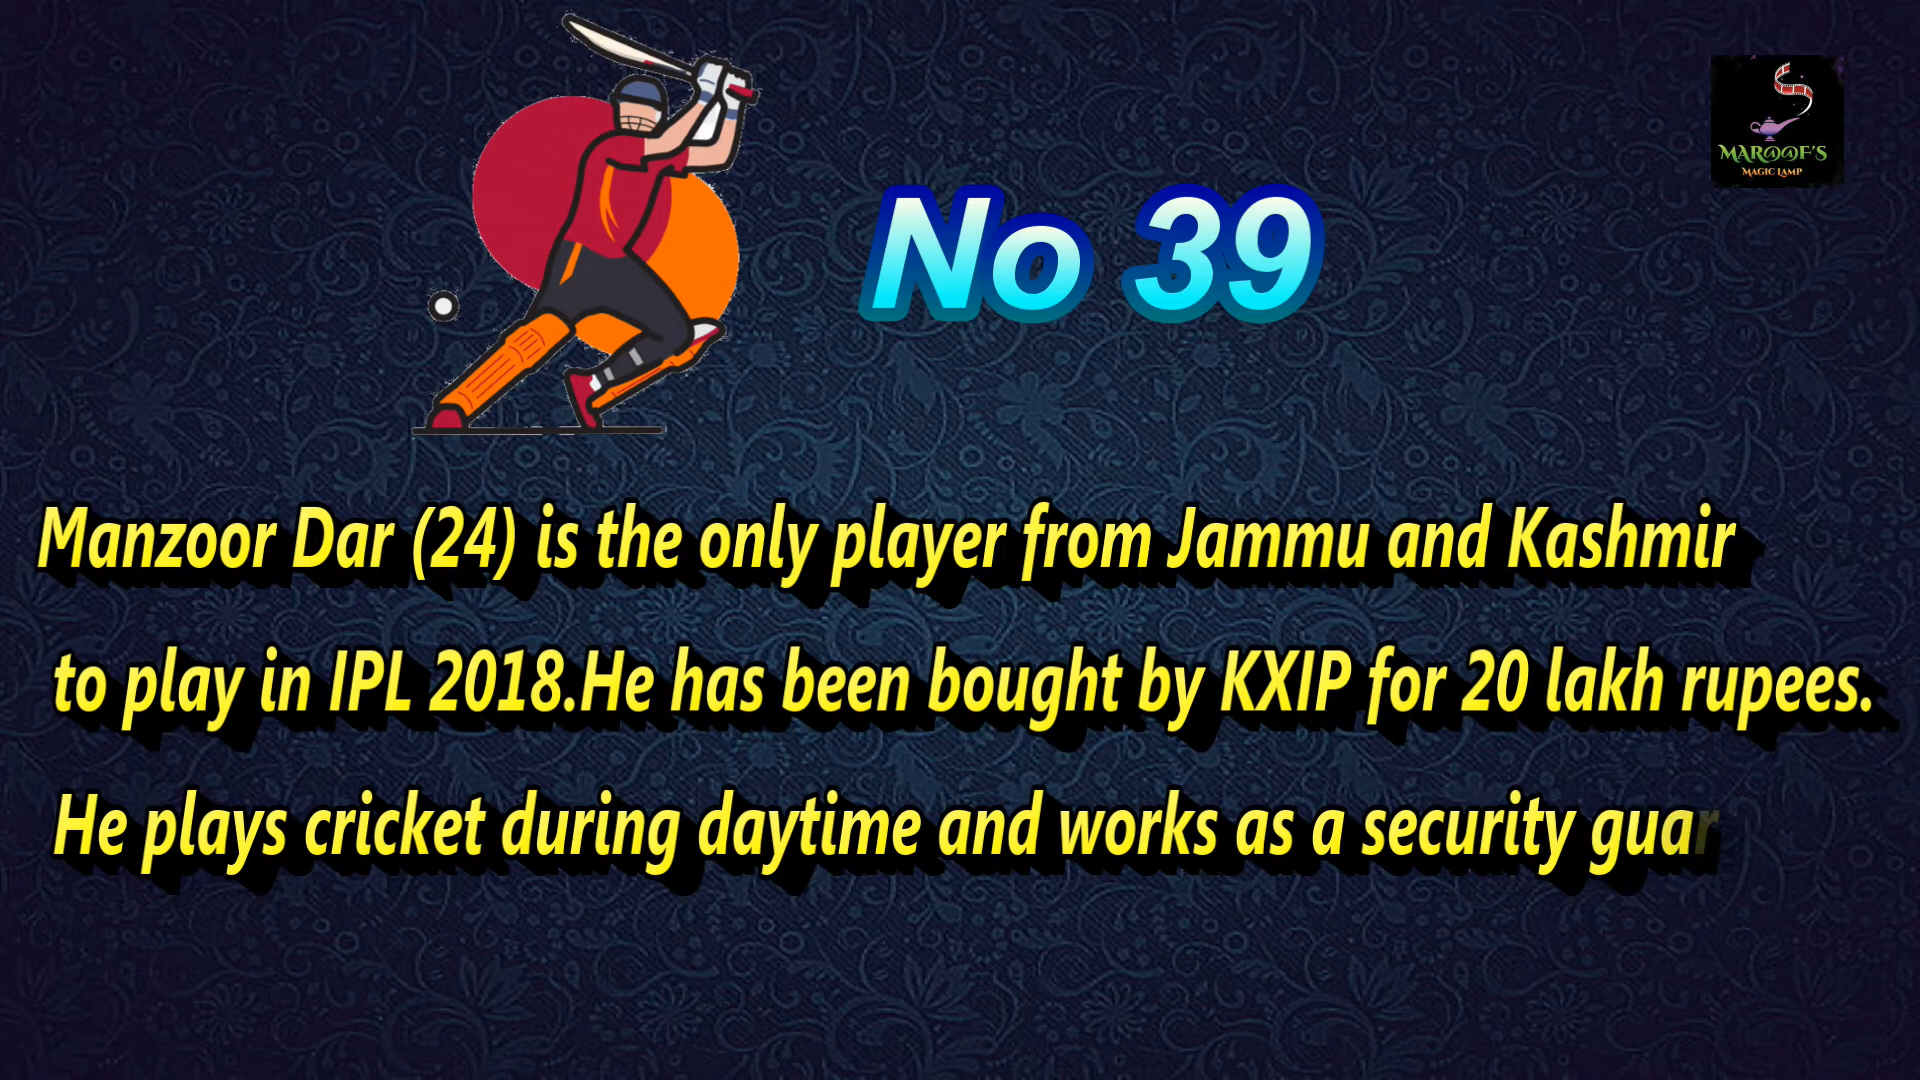 MAR@@F'S
MAGIC LAMP
No 39
Manzoor Dar (24) is the only player from Jammu and Kashmir
to play in IPL 2018.He has been bought by KXIP for 20 lakh rupees.
He plays cricket during daytime and works as a security guar